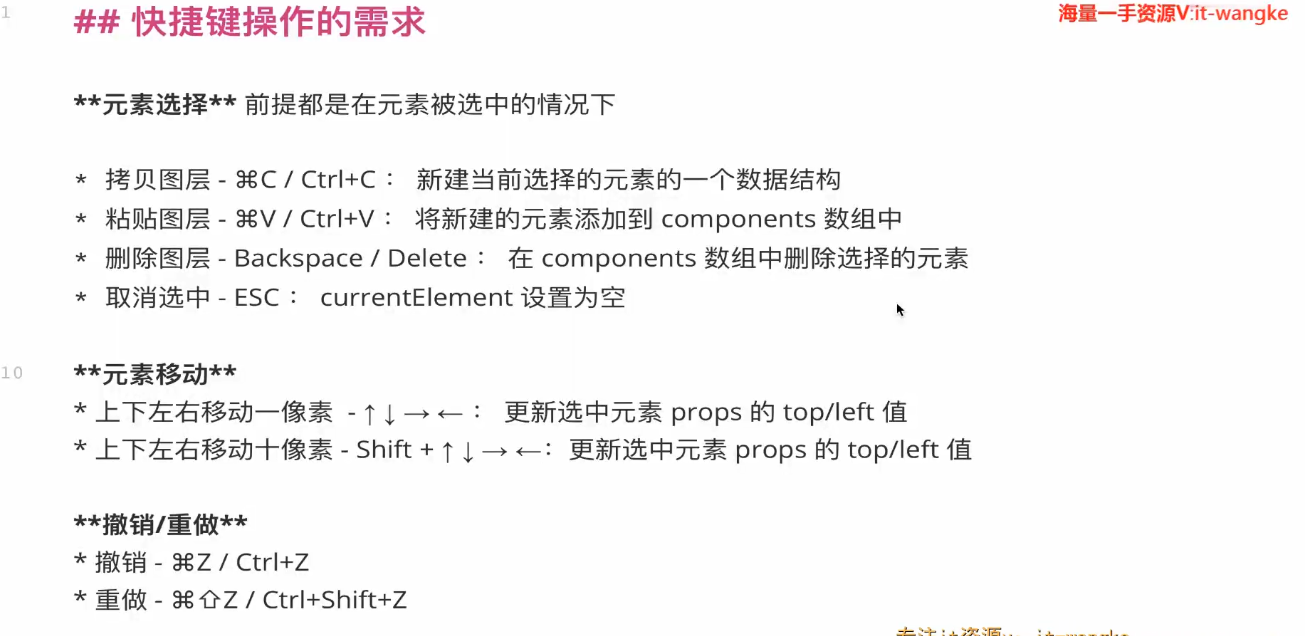 1
## 快捷键操作的需求
海量一手资源V:it-wangke
**元素选择** 前提都是在元素被选中的情况下
* 拷贝图层 - ⌘C / Ctrl+C： 新建当前选择的元素的一个数据结构
* 粘贴图层 - ⌘V / Ctrl+V： 将新建的元素添加到 components 数组中
* 删除图层 - Backspace / Delete： 在 components 数组中删除选择的元素
* 取消选中 - ESC： currentElement 设置为空
10
**元素移动**
* 上下左右移动一像素 - ↑ ↓ → ←： 更新选中元素 props 的 top/left 值
* 上下左右移动十像素 - Shift + ↑ ↓ → ←： 更新选中元素 props 的 top/left 值
**撤销/重做**
* 撤销 - ⌘Z / Ctrl+Z
* 重做 - ⌘⇧Z / Ctrl+Shift+Z